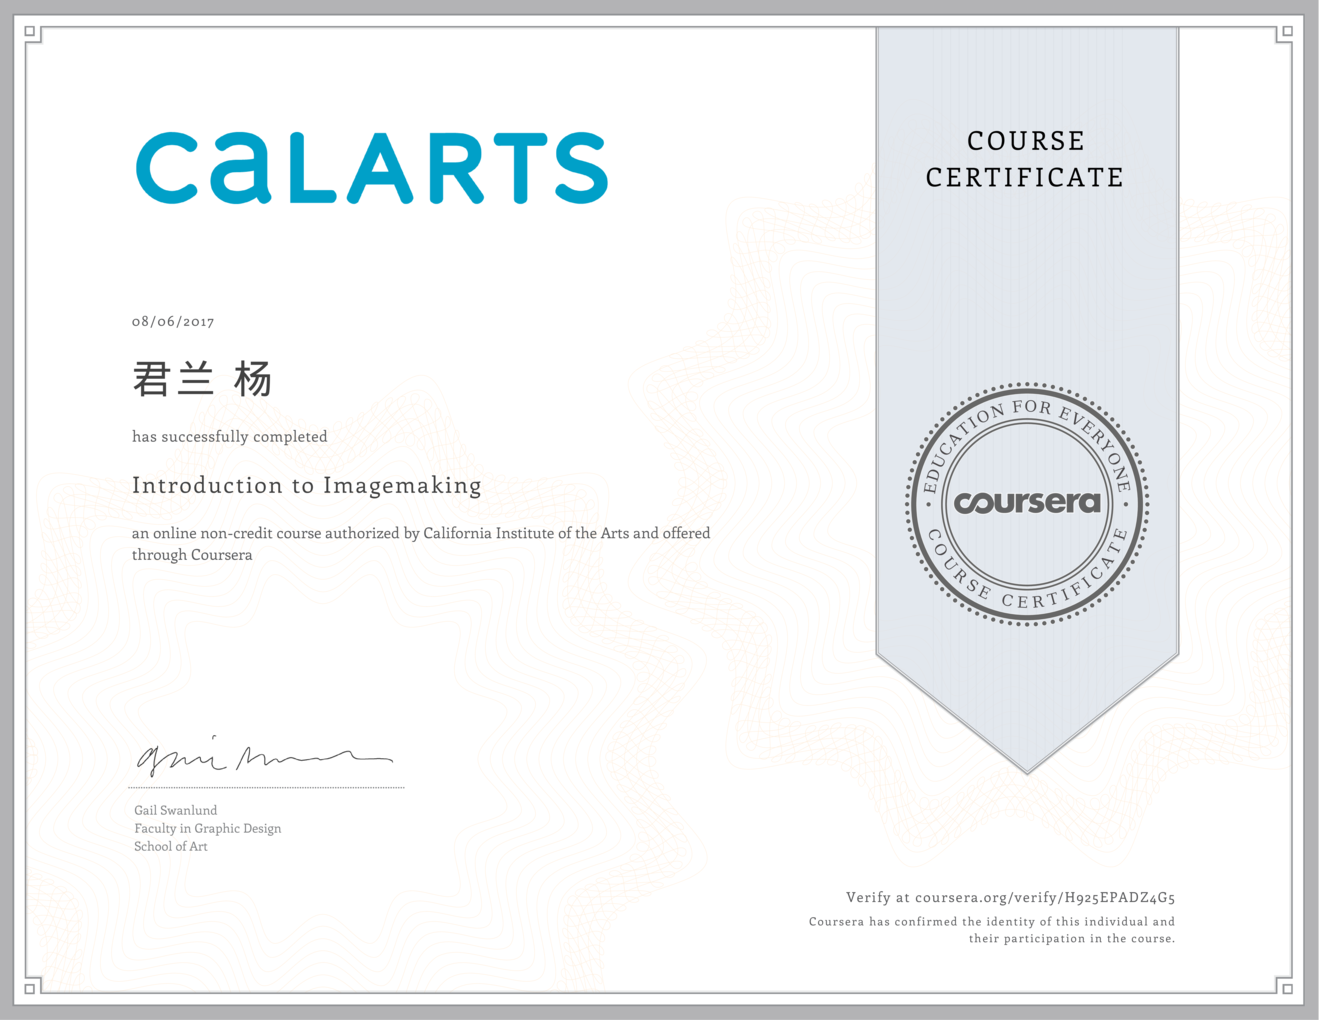 CALARTS
COURSE
CERTIFICATE
08/06/2017
君兰 杨
has successfully completed
Introduction to Imagemaking
an online non-credit course authorized by California Institute of the Arts and offered
through Coursera
EDUCATION FOR EVERYONE
coursera
COURSE CERTIFICATE
Gail Swanlund
Faculty in Graphic Design
School of Art
Verify at coursera.org/verify/H925EPADZ4G5
Coursera has confirmed the identity of this individual and
their participation in the course.